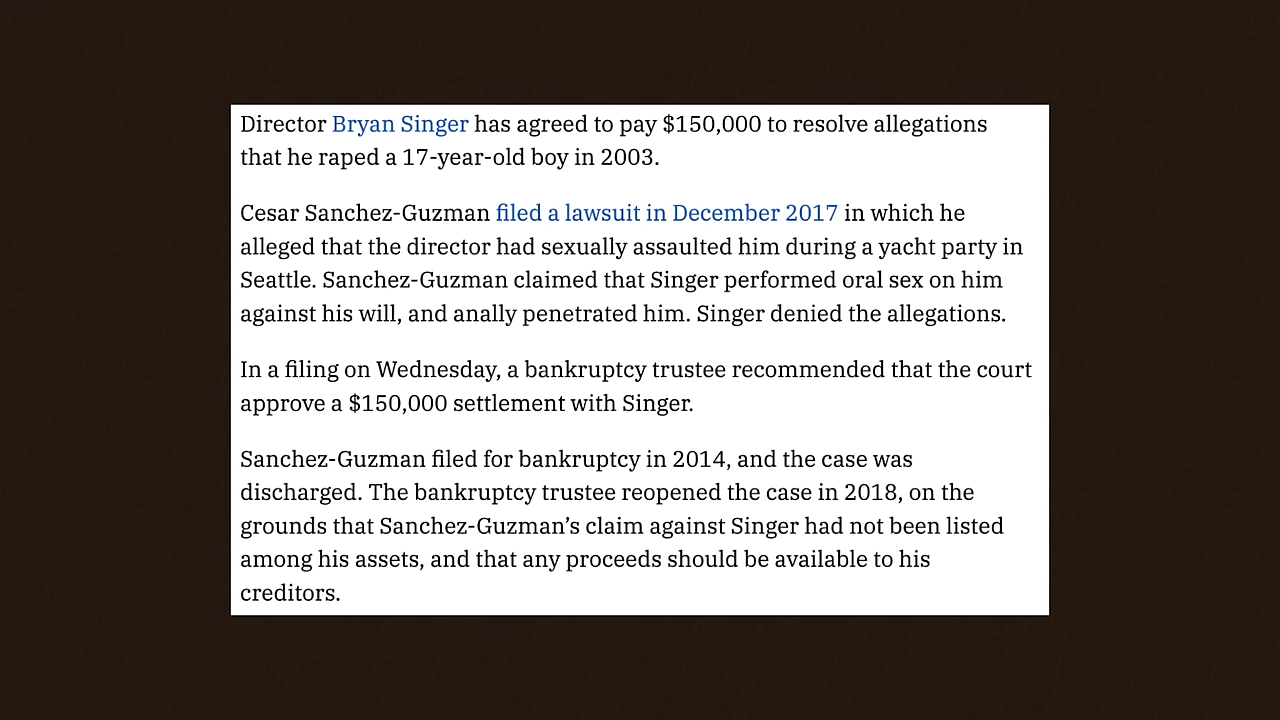 Director Bryan Singer has agreed to pay $150,000 to resolve allegations
that he raped a 17-year-old boy in 2003.
Cesar Sanchez-Guzman filed a lawsuit in December 2017 in which he
alleged that the director had sexually assaulted him during a yacht party in
Seattle. Sanchez-Guzman claimed that Singer performed oral sex on him
against his will, and anally penetrated him. Singer denied the allegations.
In a filing on Wednesday, a bankruptcy trustee recommended that the court
approve a $150,000 settlement with Singer.
Sanchez-Guzman filed for bankruptcy in 2014, and the case was
discharged. The bankruptcy trustee reopened the case in 2018, on the
grounds that Sanchez-Guzman’s claim against Singer had not been listed
among his assets, and that any proceeds should be available to his
creditors.